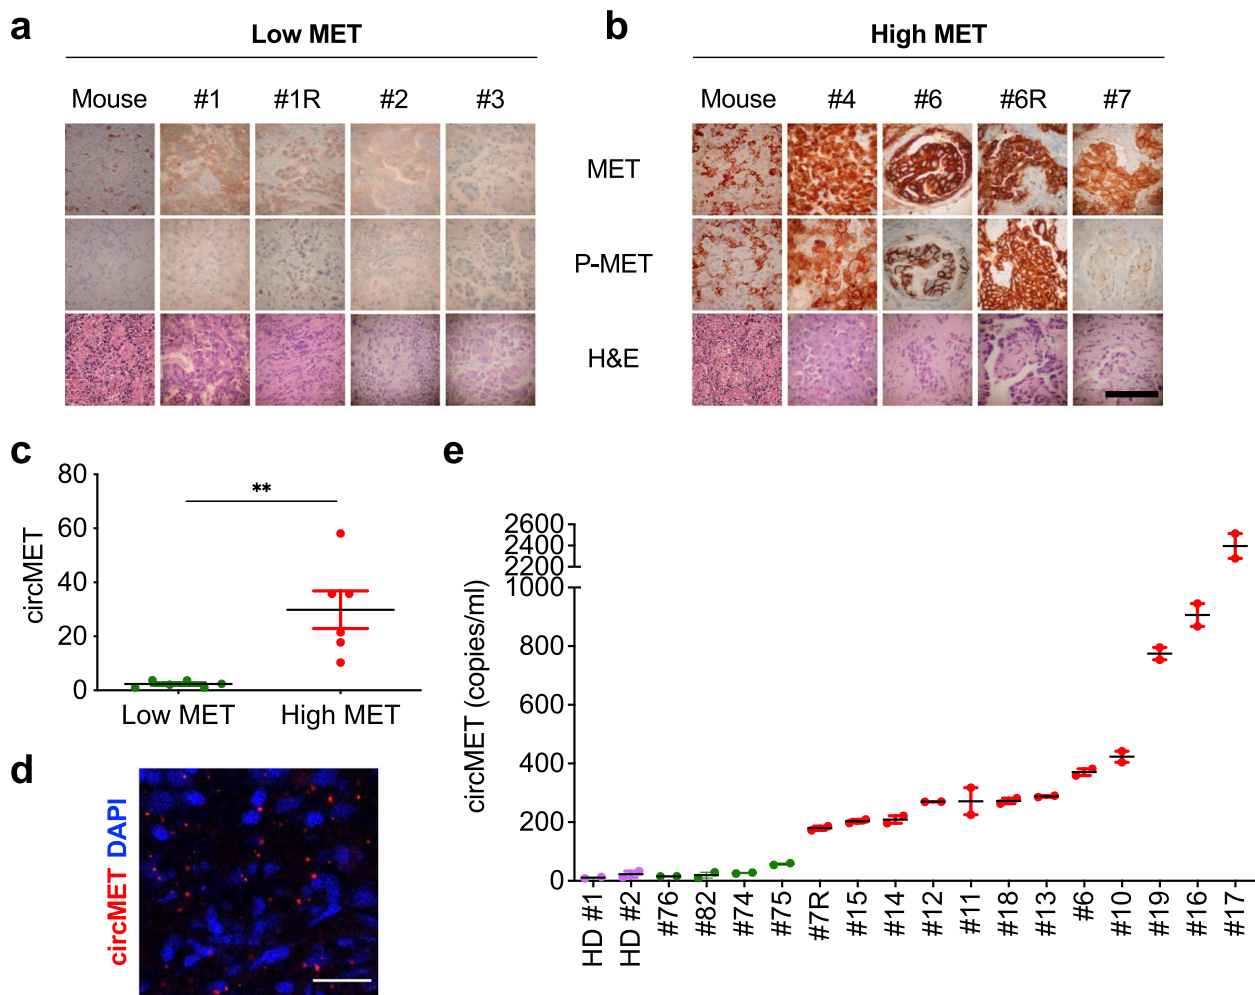 a
Low MET
Mouse #1 #1R #2 #3
b
High MET
Mouse #4 #6 #6R #7
MET
P-MET
H&E
c
80
60
40
20
0
circMET
**
Low MET High MET
d
circMET DAPI
e
2600
2400
2200
1000
800
600
400
200
0
circMET (copies/ml)
HD #1
HD #2
#76
#82
#74
#75
#7R
#15
#14
#12
#11
#18
#13
#6
#10
#19
#16
#17